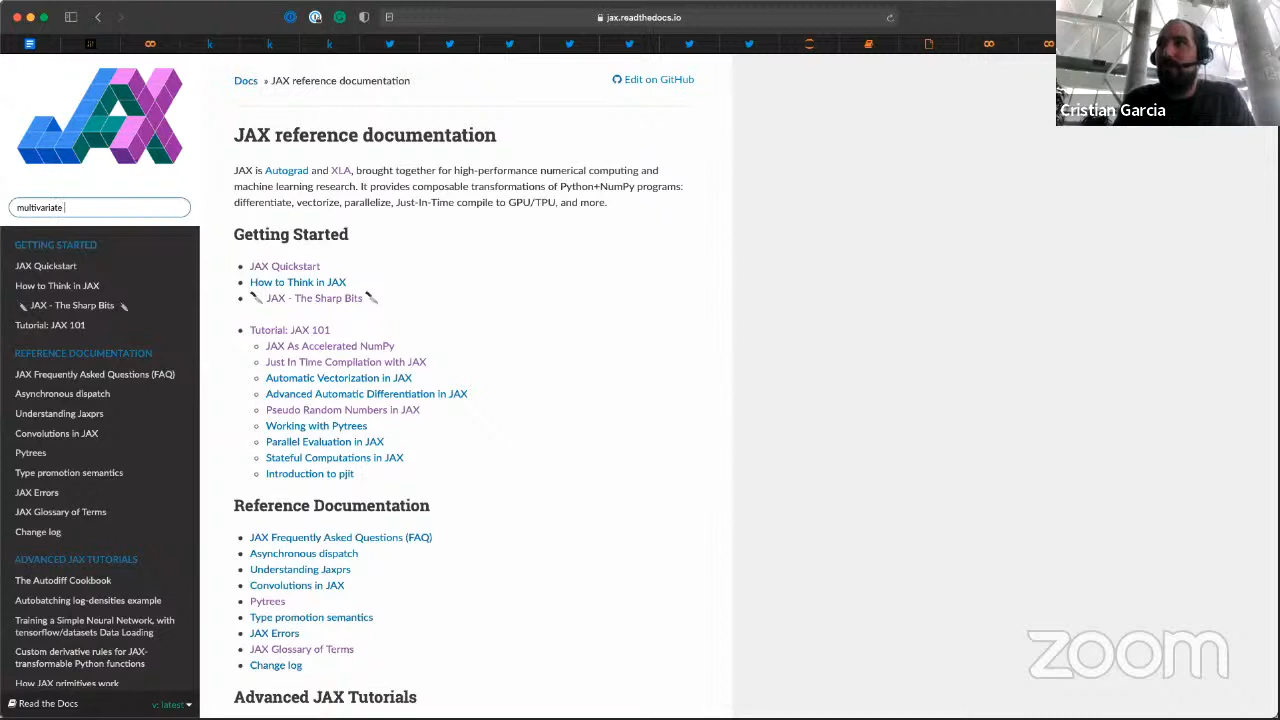 jax.readthedocs.io
Cristian Garcia
JAX
multivariate
GETTING STARTED
JAX Quickstart
How to Think in JAX
🔪 JAX - The Sharp Bits 🔪
Tutorial: JAX 101
REFERENCE DOCUMENTATION
JAX Frequently Asked Questions (FAQ)
Asynchronous dispatch
Understanding Jaxprs
Convolutions in JAX
Pytrees
Type promotion semantics
JAX Errors
JAX Glossary of Terms
Change log
ADVANCED JAX TUTORIALS
The Autodiff Cookbook
Autobatching log-densities example
Training a Simple Neural Network, with
tensorflow/datasets Data Loading
Custom derivative rules for JAX-
transformable Python functions
How JAX primitives work
Read the Docs
v: latest
Docs » JAX reference documentation
Edit on GitHub
JAX reference documentation
JAX is Autograd and XLA, brought together for high-performance numerical computing and
machine learning research. It provides composable transformations of Python+NumPy programs:
differentiate, vectorize, parallelize, Just-In-Time compile to GPU/TPU, and more.
Getting Started
• JAX Quickstart
• How to Think in JAX
• 🔪 JAX - The Sharp Bits 🔪
• Tutorial: JAX 101
◦ JAX As Accelerated NumPy
◦ Just In Time Compilation with JAX
◦ Automatic Vectorization in JAX
◦ Advanced Automatic Differentiation in JAX
◦ Pseudo Random Numbers in JAX
◦ Working with Pytrees
◦ Parallel Evaluation in JAX
◦ Stateful Computations in JAX
◦ Introduction to pjit
Reference Documentation
• JAX Frequently Asked Questions (FAQ)
• Asynchronous dispatch
• Understanding Jaxprs
• Convolutions in JAX
• Pytrees
• Type promotion semantics
• JAX Errors
• JAX Glossary of Terms
• Change log
Advanced JAX Tutorials
zoom